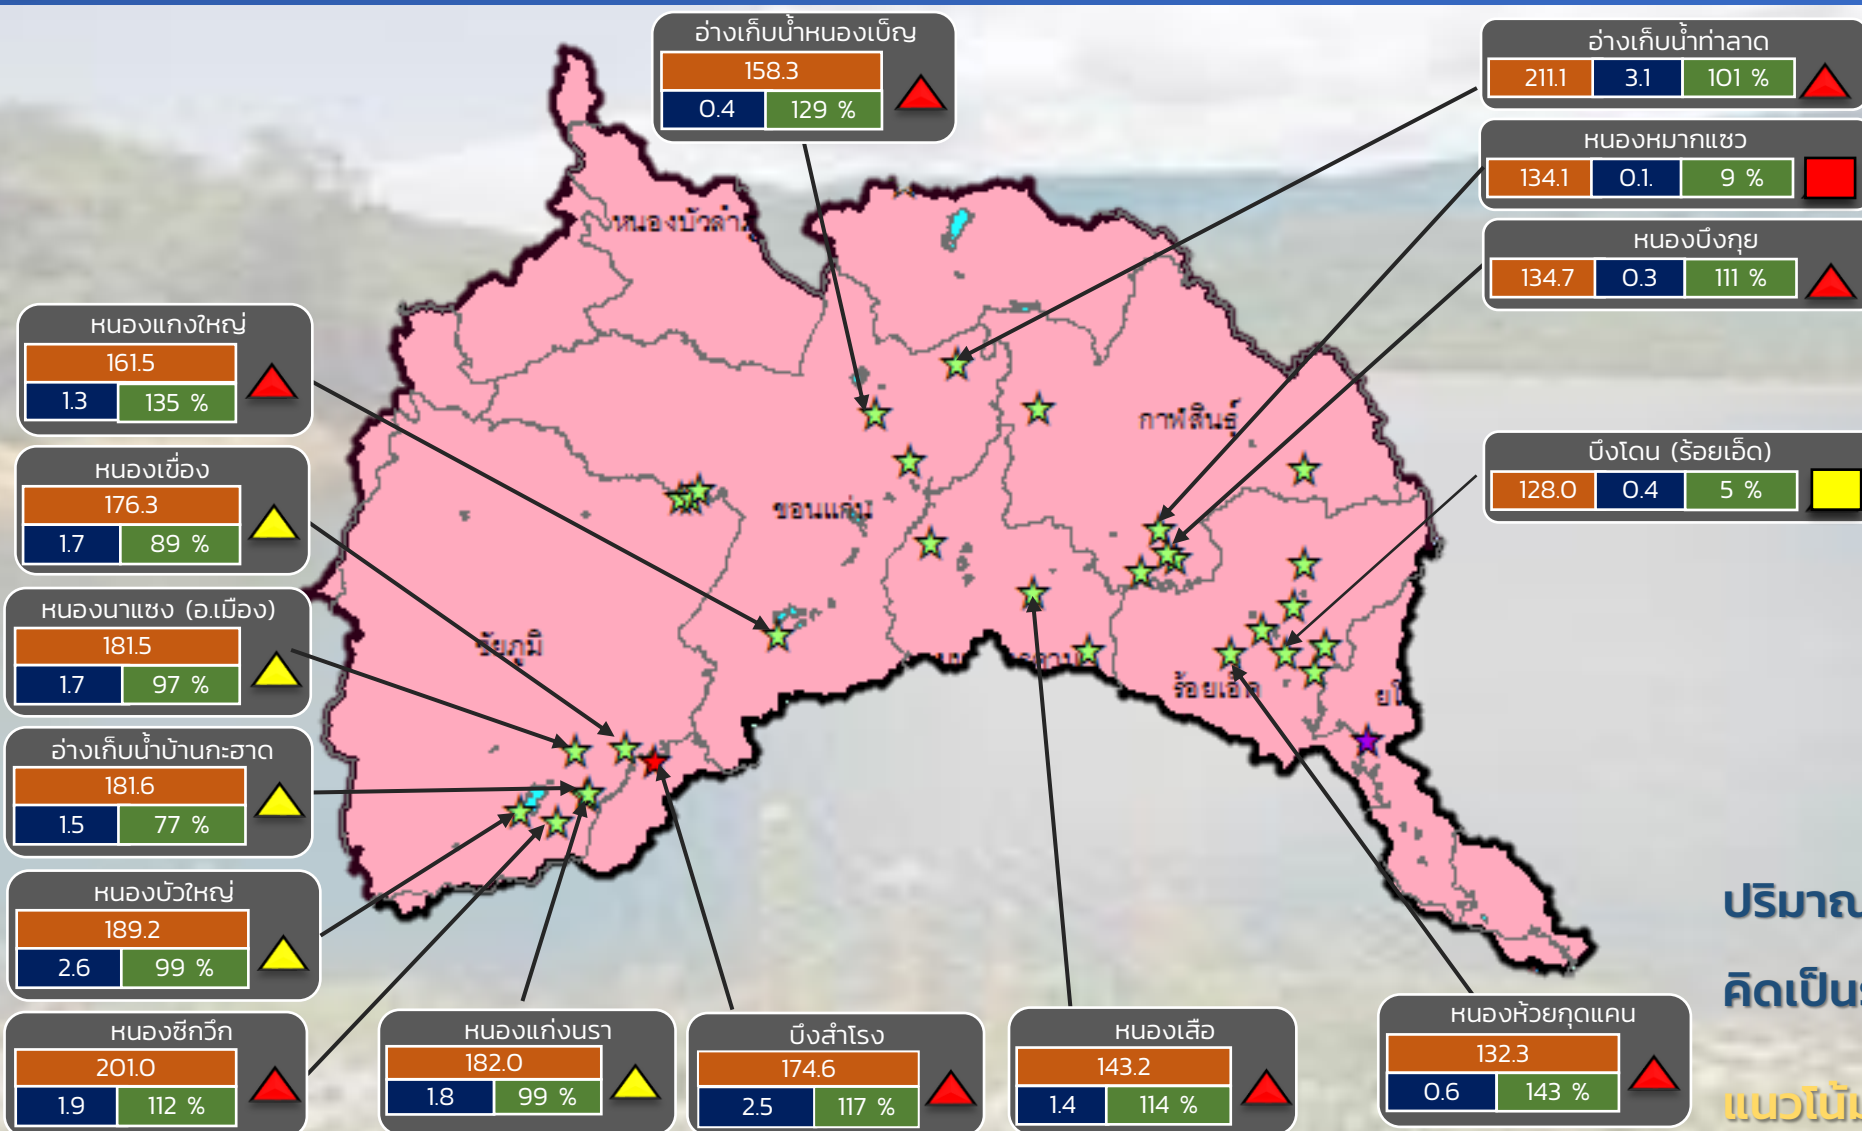 อ่างเก็บน้ำหนองเบ็ญ
158.3
0.4 129 %
อ่างเก็บน้ำท่าลาด
211.1 3.1 101 %
หนองหมากแซว
134.1 0.1. 9 %
หนองบึงกุย
134.7 0.3 111 %
บึงโดน (ร้อยเอ็ด)
128.0 0.4 5 %
หนองแกงใหญ่
161.5
1.3 135 %
หนองเขื่อง
176.3
1.7 89 %
หนองนาแซง (อ.เมือง)
181.5
1.7 97 %
อ่างเก็บน้ำบ้านกะฮาด
181.6
1.5 77 %
หนองบัวใหญ่
189.2
2.6 99 %
หนองซีกวึก
201.0
1.9 112 %
หนองแก่งนรา
182.0
1.8 99 %
บึงสำโรง
174.6
2.5 117 %
หนองเสือ
143.2
1.4 114 %
หนองห้วยกุดแคน
132.3
0.6 143 %
หนองบัวลำภู
กาฬสินธุ์
ขอนแก่น
ชัยภูมิ
ร้อยเอ็ด
ปริมาณ
คิดเป็น
แนวโน้ม